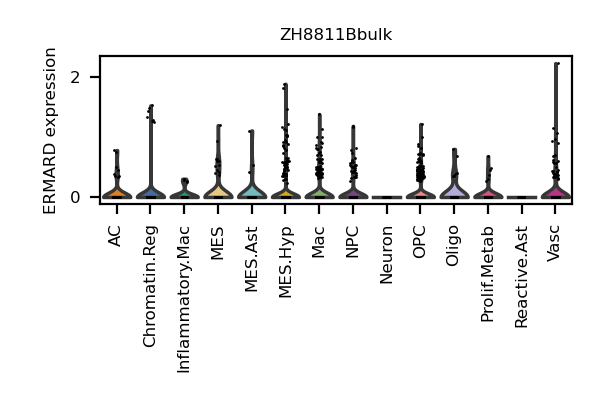 ZH8811Bbulk
ERMARD expression
2
0
AC
Chromatin.Reg
Inflammatory.Mac
MES
MES.Ast
MES.Hyp
Mac
NPC
Neuron
OPC
Oligo
Prolif.Metab
Reactive.Ast
Vasc